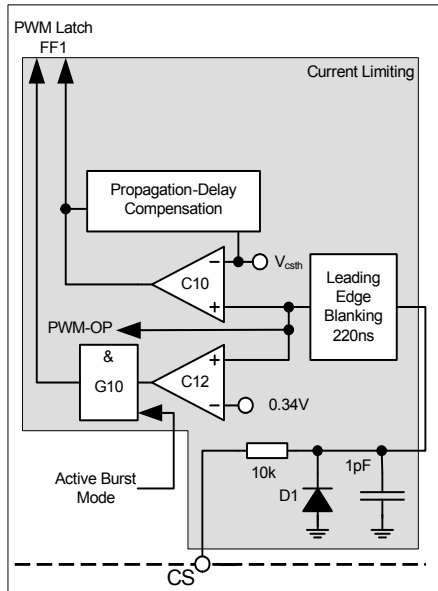 PWM Latch
FF1
Current Limiting
Propagation-Delay
Compensation
Vcsth
C10
Leading
Edge
Blanking
220ns
PWM-OP
&
G10
C12
0.34V
10k
1pF
D1
Active Burst
Mode
CS